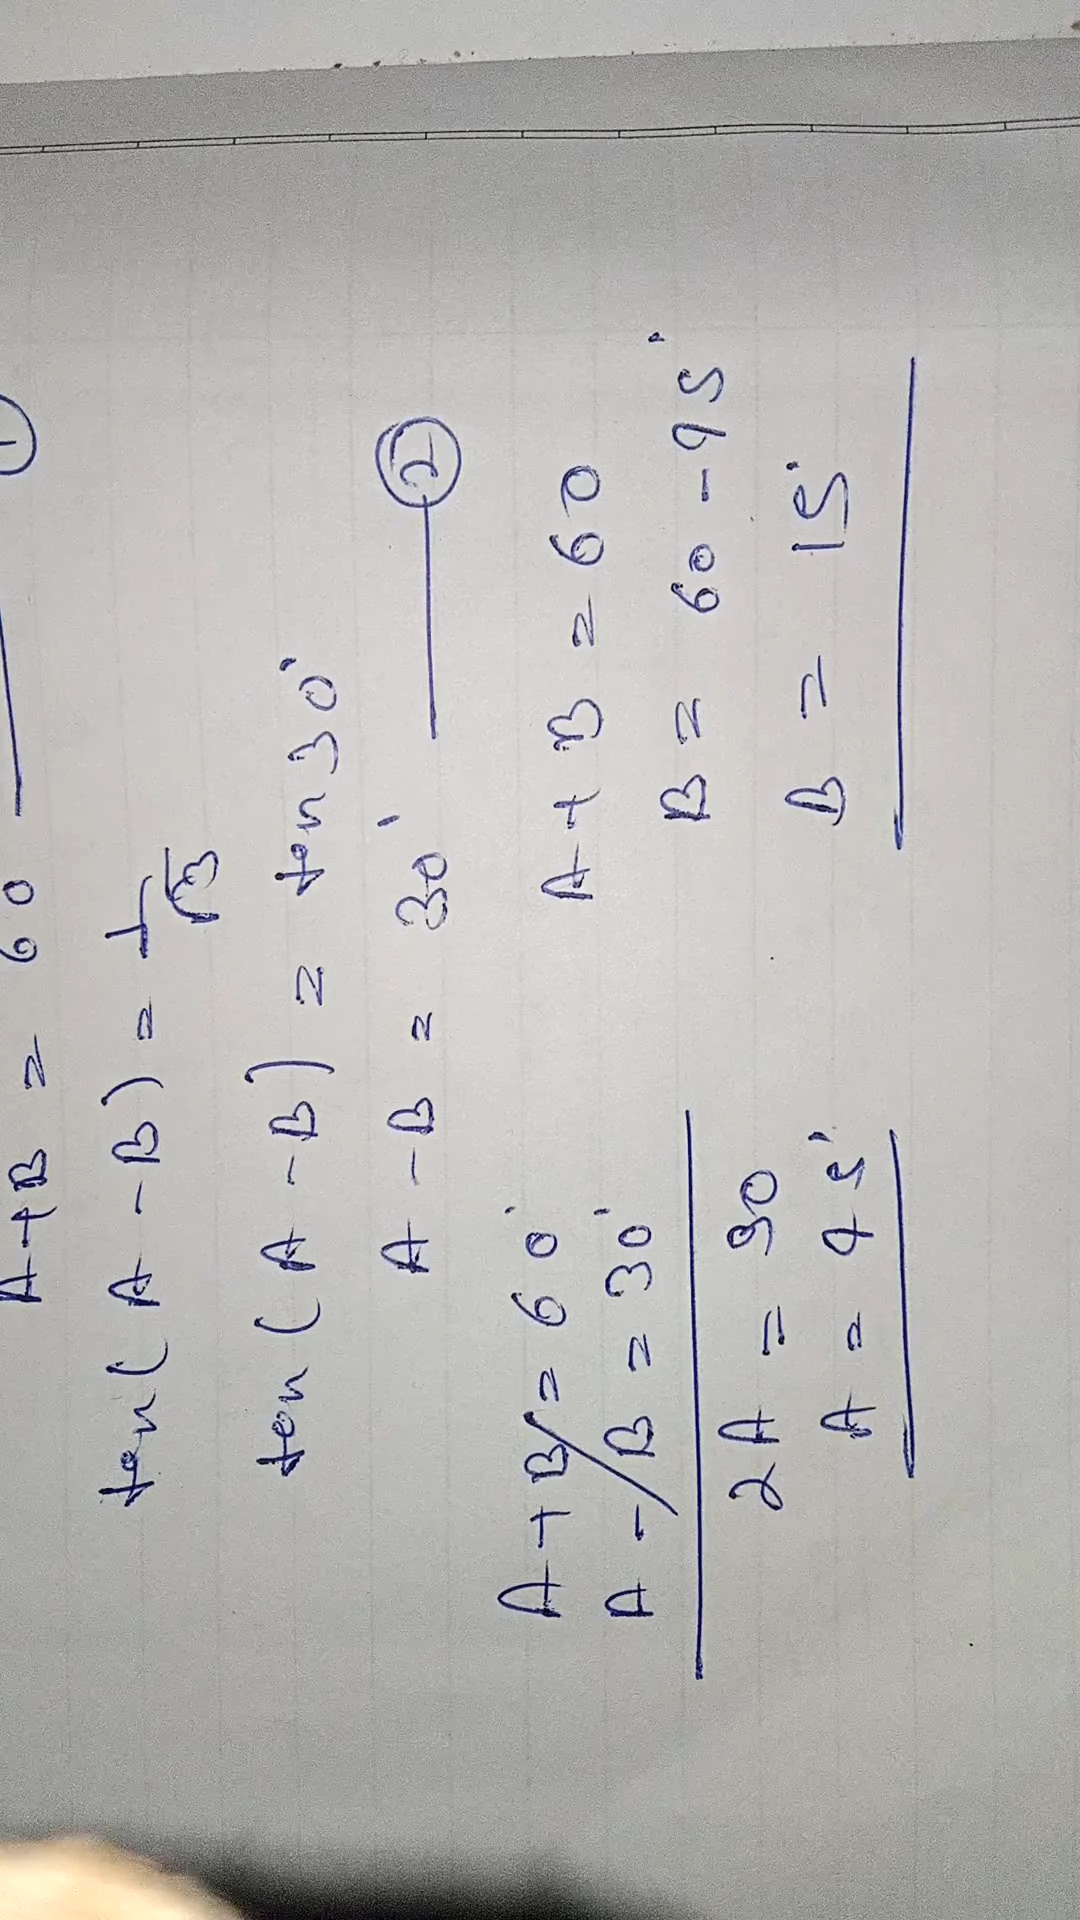 A+B = 60 ——— ①
tan(A-B) = 1/√3
tan(A-B) = tan30°
A-B = 30° ——— ②
A+B = 60°
A-B = 30°
2A = 90
A = 45°
A+B = 60
B = 60-45°
B = 15°